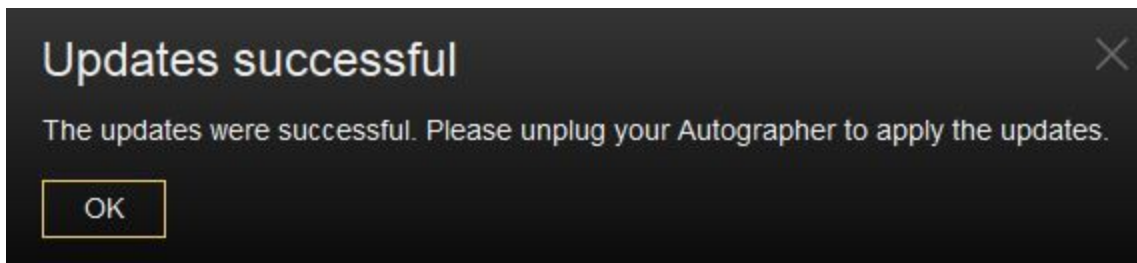 Updates successful
The updates were successful. Please unplug your Autographer to apply the updates.
OK